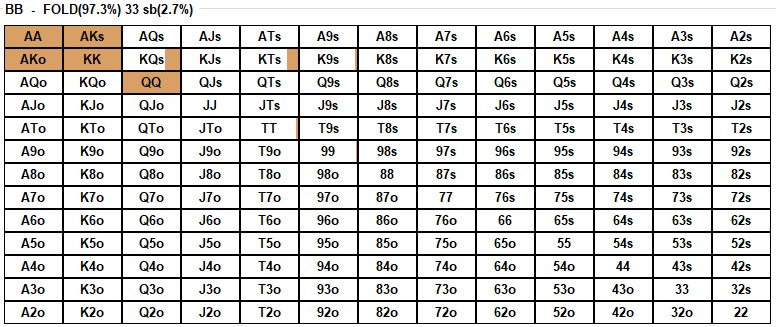 BB - FOLD(97.3%) 33 sb(2.7%)
AA AKs AQs AJs ATs A9s A8s A7s A6s A5s A4s A3s A2s
AKo KK KQs KJs KTs K9s K8s K7s K6s K5s K4s K3s K2s
AQo KQo QQ QJs QTs Q9s Q8s Q7s Q6s Q5s Q4s Q3s Q2s
AJo KJo QJo JJ JTs J9s J8s J7s J6s J5s J4s J3s J2s
ATo KTo QTo JTo TT T9s T8s T7s T6s T5s T4s T3s T2s
A9o K9o Q9o J9o T9o 99 98s 97s 96s 95s 94s 93s 92s
A8o K8o Q8o J8o T8o 98o 88 87s 86s 85s 84s 83s 82s
A7o K7o Q7o J7o T7o 97o 87o 77 76s 75s 74s 73s 72s
A6o K6o Q6o J6o T6o 96o 86o 76o 66 65s 64s 63s 62s
A5o K5o Q5o J5o T5o 95o 85o 75o 65o 55 54s 53s 52s
A4o K4o Q4o J4o T4o 94o 84o 74o 64o 54o 44 43s 42s
A3o K3o Q3o J3o T3o 93o 83o 73o 63o 53o 43o 33 32s
A2o K2o Q2o J2o T2o 92o 82o 72o 62o 52o 42o 32o 22